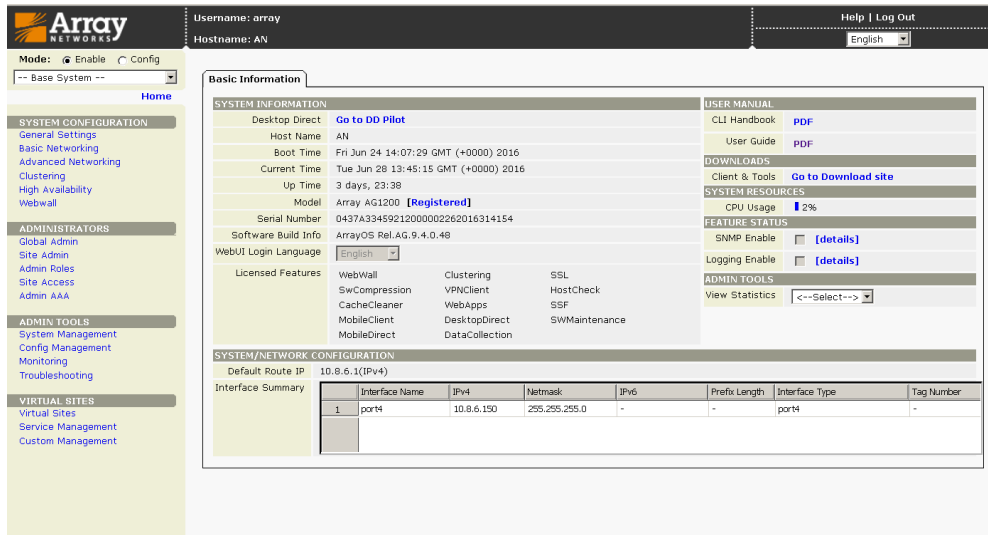 Array
NETWORKS
Username: array
Hostname: AN
Help | Log Out
English
Mode: Enable Config
-- Base System --
Home
SYSTEM CONFIGURATION
General Settings
Basic Networking
Advanced Networking
Clustering
High Availability
Webwall
ADMINISTRATORS
Global Admin
Site Admin
Admin Roles
Site Access
Admin AAA
ADMIN TOOLS
System Management
Config Management
Monitoring
Troubleshooting
VIRTUAL SITES
Virtual Sites
Service Management
Custom Management
Basic Information
SYSTEM INFORMATION
Desktop Direct Go to DD Pilot
Host Name AN
Boot Time Fri Jun 24 14:07:29 GMT (+0000) 2016
Current Time Tue Jun 28 13:45:15 GMT (+0000) 2016
Up Time 3 days, 23:38
Model Array AG1200 [Registered]
Serial Number 0437A33459212000002262016314154
Software Build Info ArrayOS Rel.AG.9.4.0.48
WebUI Login Language English
Licensed Features WebWall Clustering SSL
SwCompression VPNClient HostCheck
CacheCleaner WebApps SSF
MobileClient DesktopDirect SWMaintenance
MobileDirect DataCollection
USER MANUAL
CLI Handbook PDF
User Guide PDF
DOWNLOADS
Client & Tools Go to Download site
SYSTEM RESOURCES
CPU Usage 2%
FEATURE STATUS
SNMP Enable [details]
Logging Enable [details]
ADMIN TOOLS
View Statistics <--Select-->
SYSTEM/NETWORK CONFIGURATION
Default Route IP 10.8.6.1(IPv4)
Interface Summary
Interface Name IPv4 Netmask IPv6 Prefix Length Interface Type Tag Number
1 port4 10.8.6.150 255.255.255.0 - - port4 -